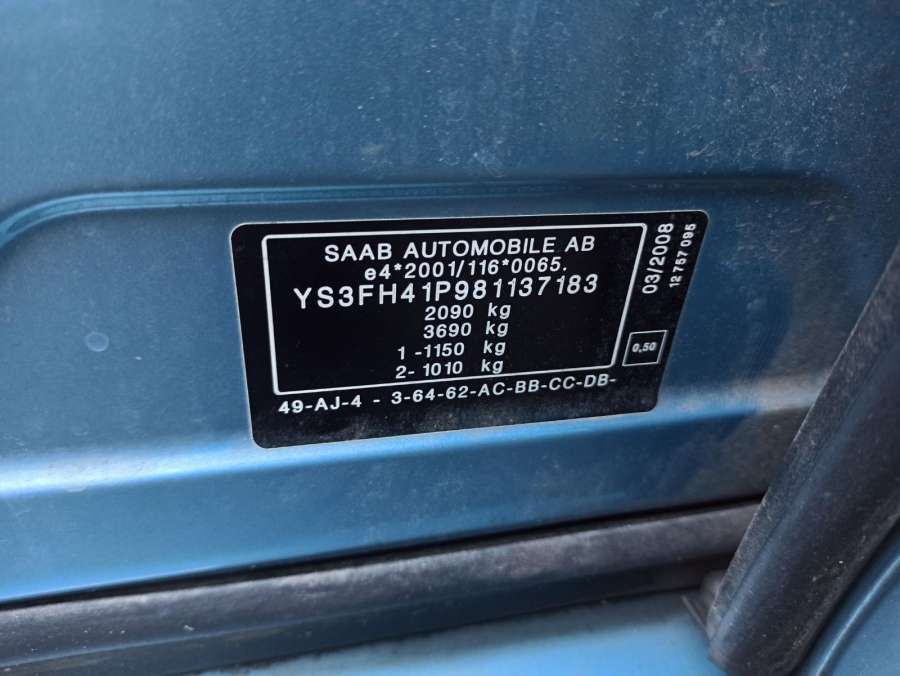 SAAB AUTOMOBILE AB
e4*2001/116*0065.
YS3FH41P981137183
2090 kg
3690 kg
1 -1150 kg
2- 1010 kg
49-AJ-4 - 3-64-62-AC-BB-CC-DB-
03/2008
12 757 095
0,50